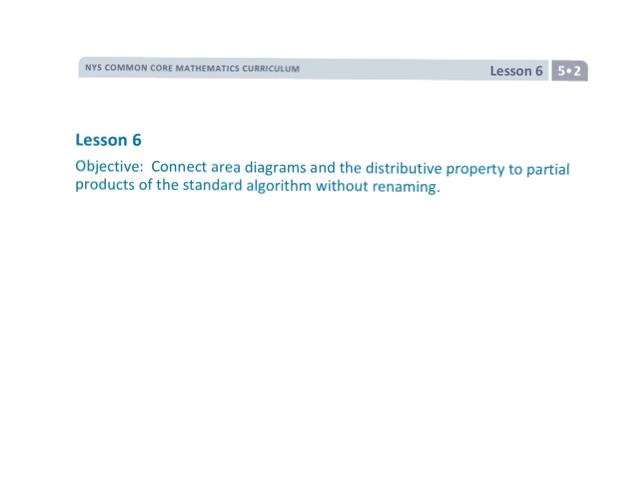 NYS COMMON CORE MATHEMATICS CURRICULUM Lesson 6 5•2
Lesson 6
Objective: Connect area diagrams and the distributive property to partial
products of the standard algorithm without renaming.